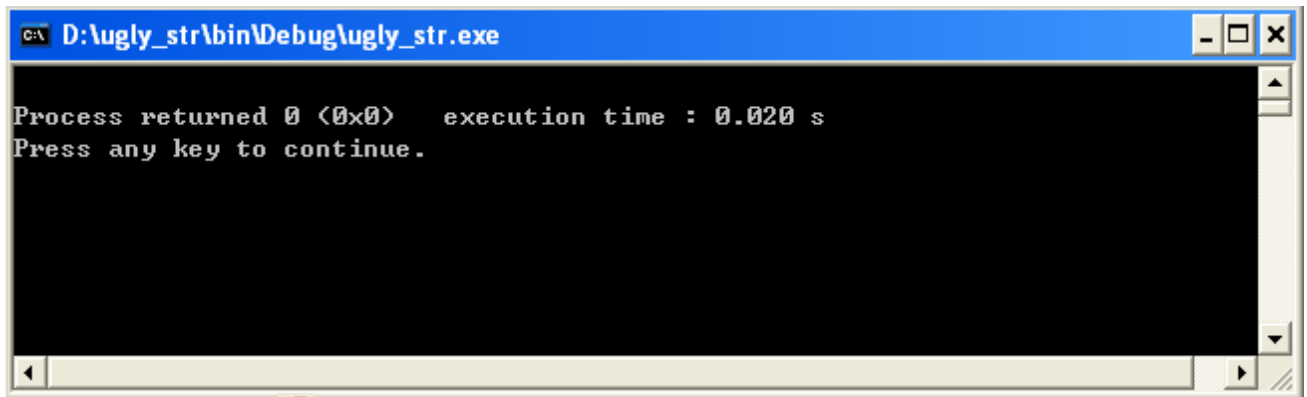 D:\ugly_str\bin\Debug\ugly_str.exe
Process returned 0 (0x0)   execution time : 0.020 s
Press any key to continue.